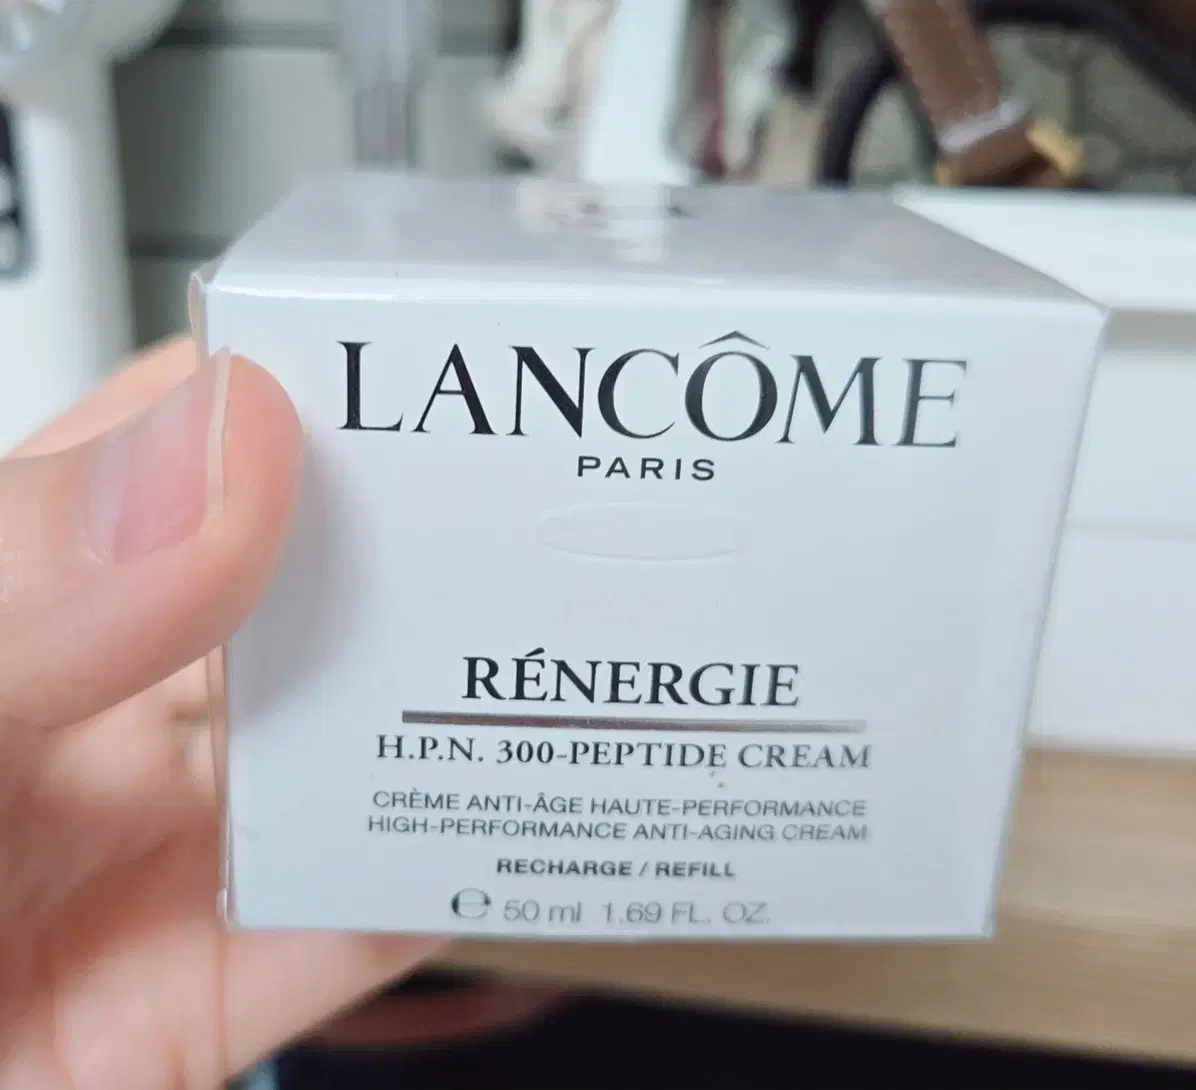 LANCÔME
PARIS
RÉNERGIE
H.P.N. 300-PEPTIDE CREAM
CRÈME ANTI-ÂGE HAUTE-PERFORMANCE
HIGH-PERFORMANCE ANTI-AGING CREAM
RECHARGE / REFILL
℮ 50 ml 1.69 FL. OZ.